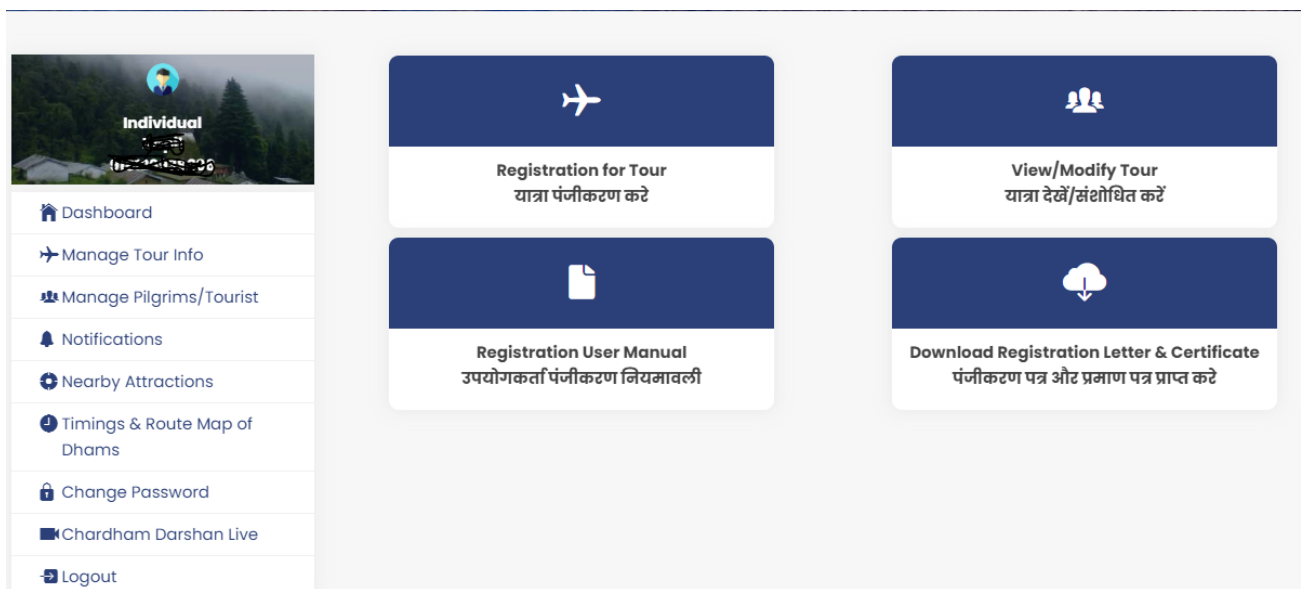 Individual
Dashboard
Manage Tour Info
Manage Pilgrims/Tourist
Notifications
Nearby Attractions
Timings & Route Map of
Dhams
Change Password
Chardham Darshan Live
Logout
Registration for Tour
यात्रा पंजीकरण करे
View/Modify Tour
यात्रा देखें/संशोधित करें
Registration User Manual
उपयोगकर्ता पंजीकरण नियमावली
Download Registration Letter & Certificate
पंजीकरण पत्र और प्रमाण पत्र प्राप्त करे